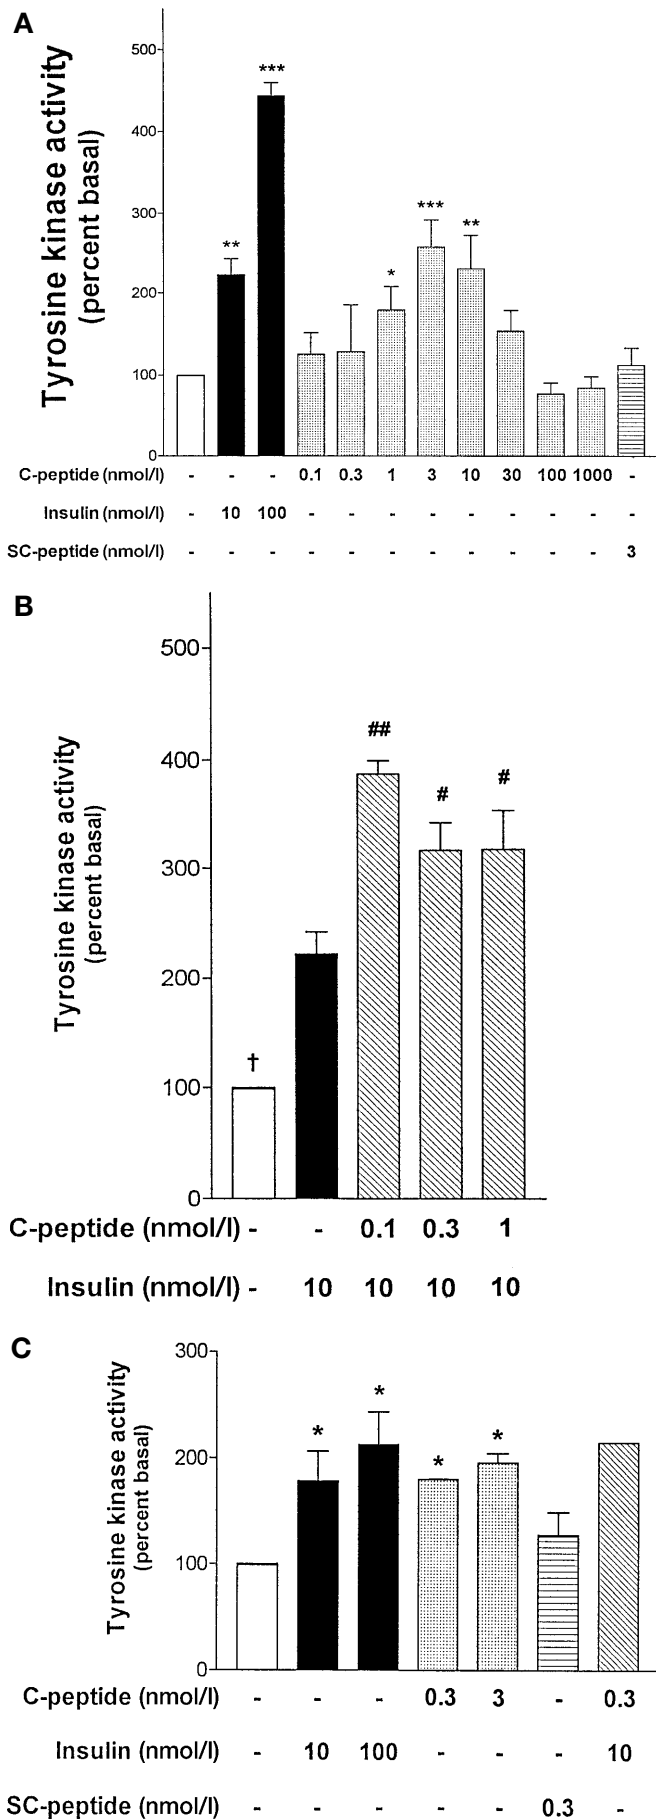 A
Tyrosine kinase activity
(percent basal)
500
400
300
200
100
0
**
***
*
***
**
C-peptide (nmol/l) - - - 0.1 0.3 1 3 10 30 100 1000 -
Insulin (nmol/l) - 10 100 - - - - - - - - -
SC-peptide (nmol/l) - - - - - - - - - - - 3
B
Tyrosine kinase activity
(percent basal)
500
400
300
200
100
0
†
##
#
#
C-peptide (nmol/l) - - 0.1 0.3 1
Insulin (nmol/l) - 10 10 10 10
C
Tyrosine kinase activity
(percent basal)
300
200
100
0
*
*
*
*
C-peptide (nmol/l) - - - 0.3 3 - 0.3
Insulin (nmol/l) - 10 100 - - - 10
SC-peptide (nmol/l) - - - - - 0.3 -